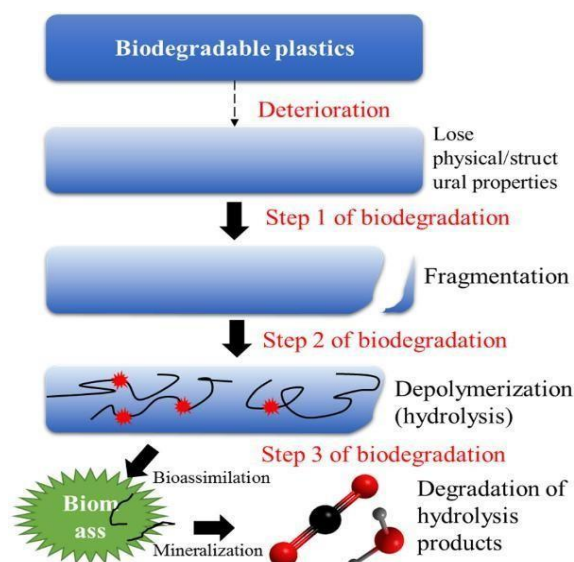 Biodegradable plastics
Deterioration
Lose
physical/struct
ural properties
Step 1 of biodegradation
Fragmentation
Step 2 of biodegradation
Depolymerization
(hydrolysis)
Step 3 of biodegradation
Bioassimilation
Biom
ass
Mineralization
Degradation of
hydrolysis
products